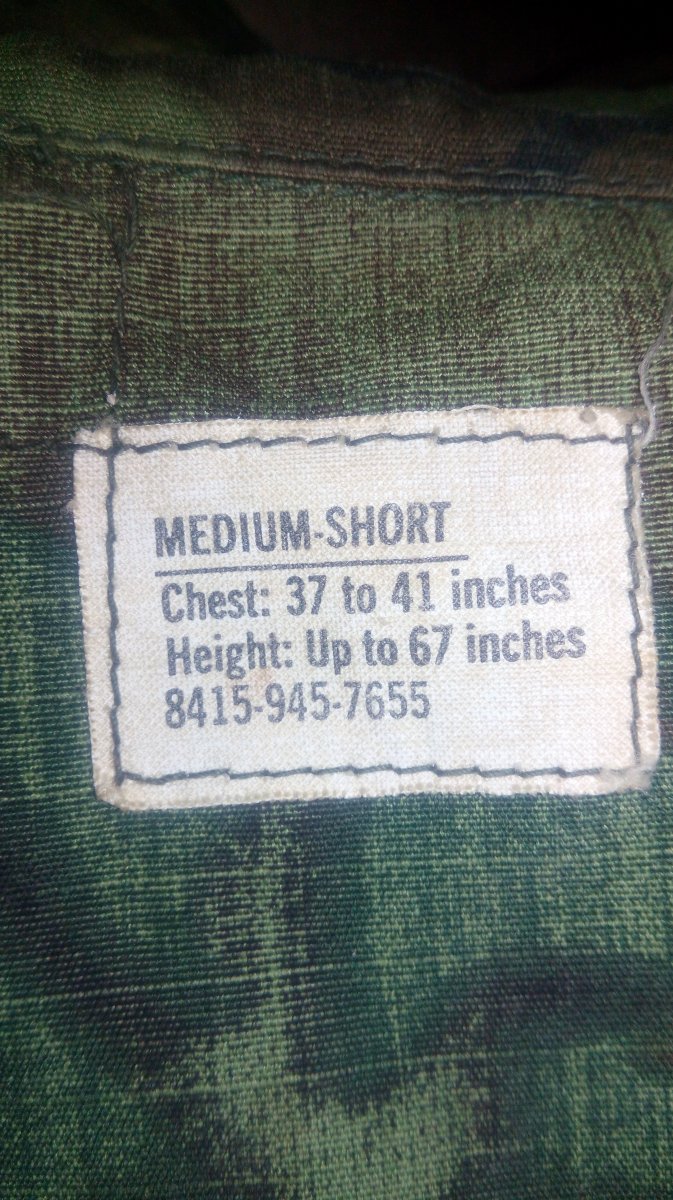 MEDIUM-SHORT
Chest: 37 to 41 inches
Height: Up to 67 inches
8415-945-7655